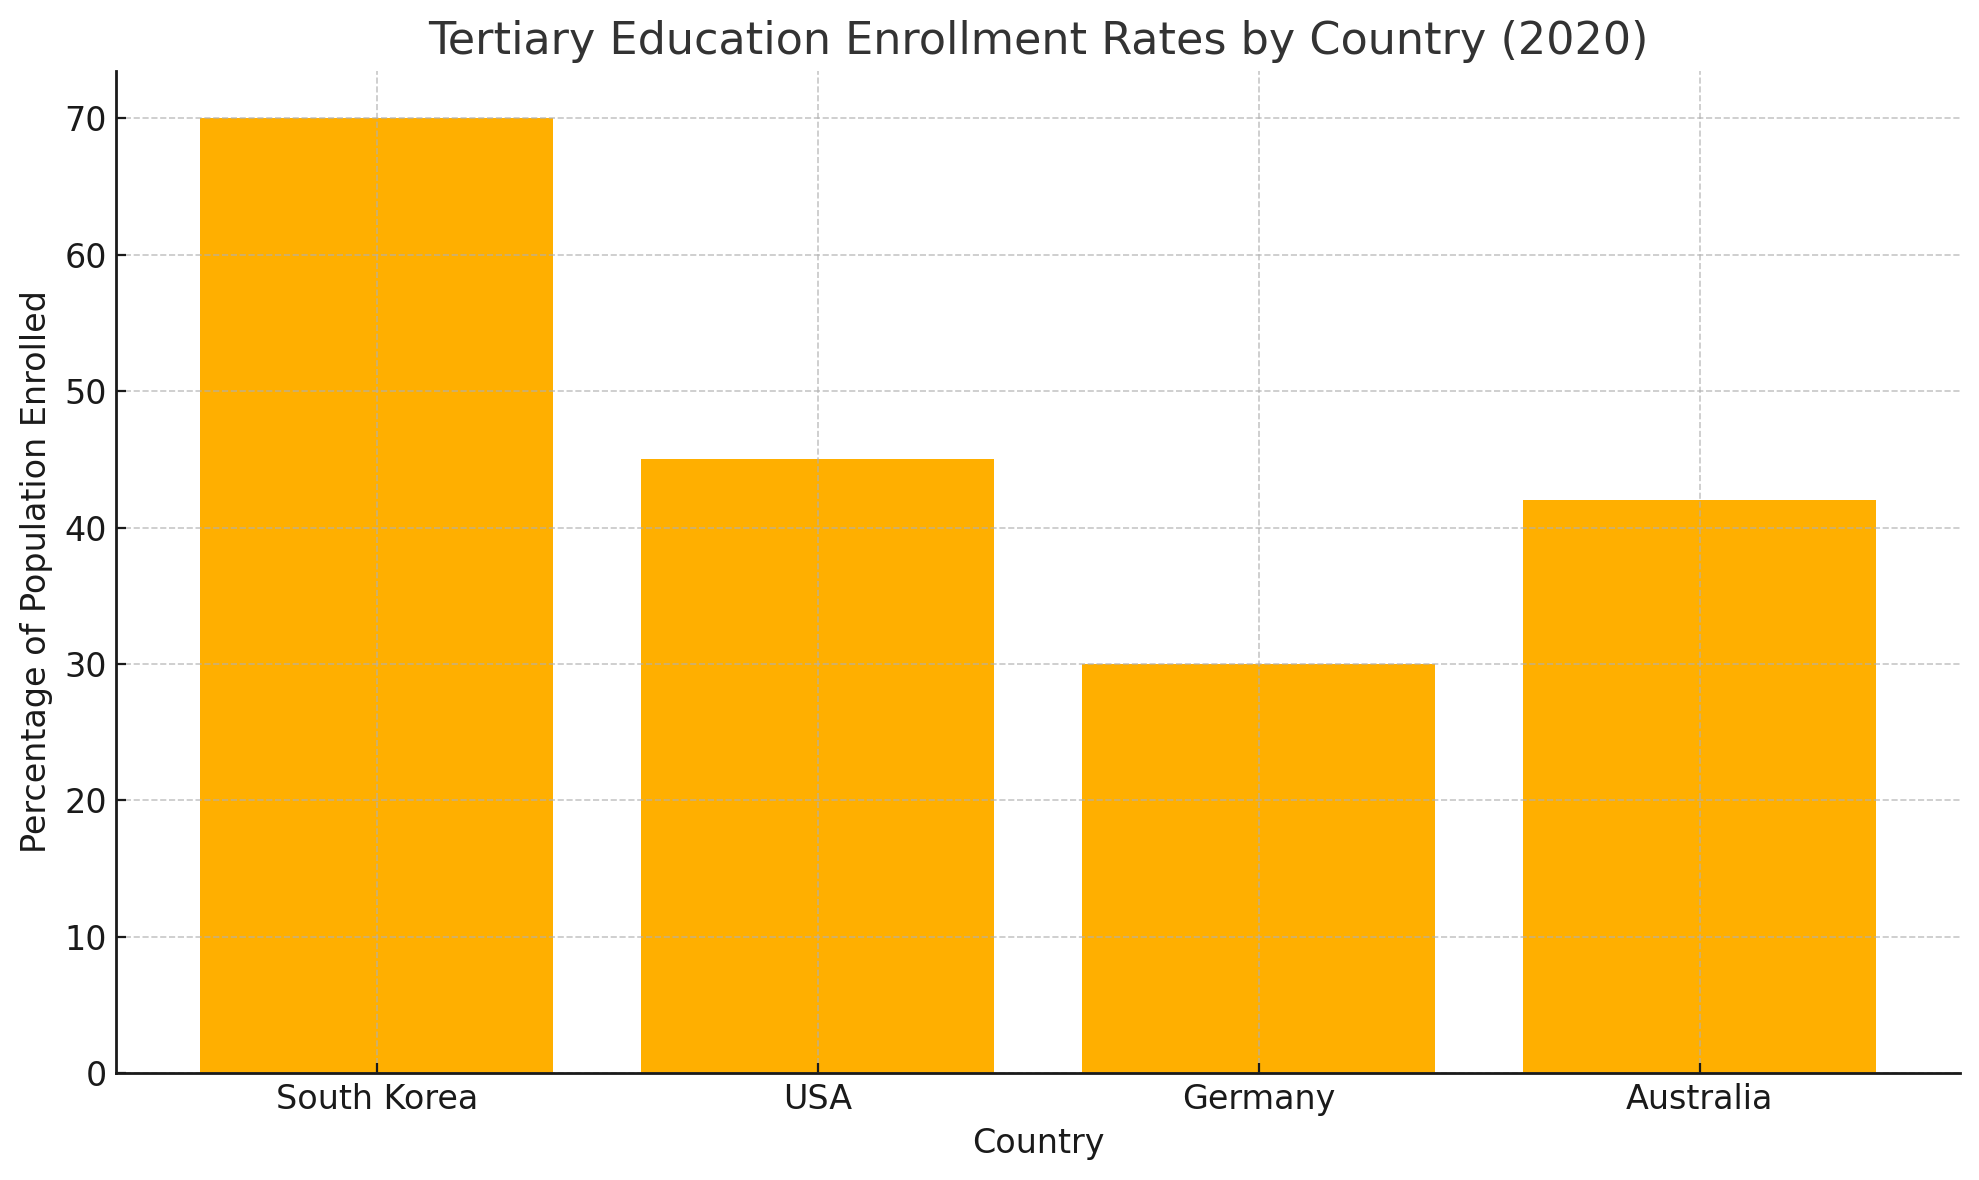 Tertiary Education Enrollment Rates by Country (2020)
Percentage of Population Enrolled
70
60
50
40
30
20
10
0
South Korea USA Germany Australia
Country